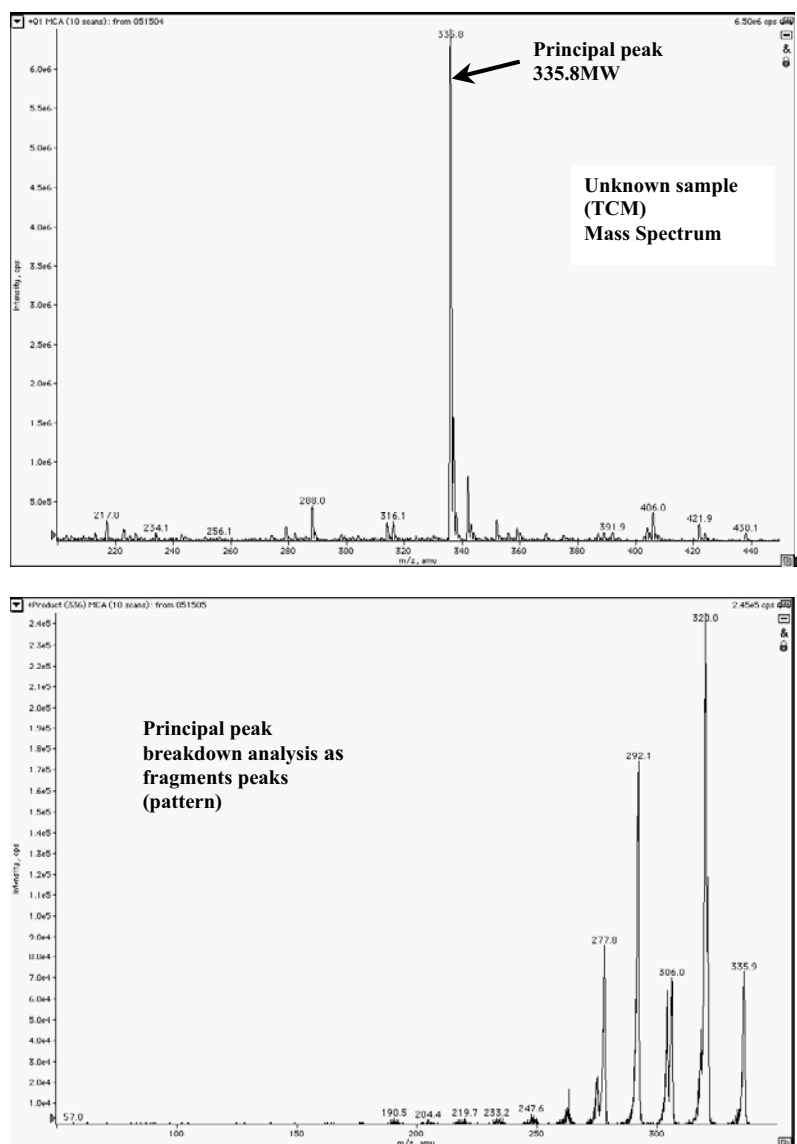 +Q1 MCA (10 scans): from 051504
6.50e6 cps
335.8
Principal peak
335.8MW
&
Unknown sample
(TCM)
Mass Spectrum
6.0e6
5.5e6
5.0e6
4.5e6
4.0e6
3.5e6
3.0e6
2.5e6
2.0e6
1.5e6
1.0e6
5.0e5
Intensity, cps
217.0
234.1
256.1
288.0
316.1
391.9
406.0
421.9
438.1
220 240 260 280 300 320 340 360 380 400 420 440
m/z, amu
+Product (336) MCA (10 scans): from 051505
2.45e5 cps
320.0
&
Principal peak
breakdown analysis as
fragments peaks
(pattern)
2.4e5
2.3e5
2.2e5
2.1e5
1.9e5
1.8e5
1.7e5
1.6e5
1.5e5
1.3e5
1.2e5
1.1e5
1.0e5
9.0e4
8.0e4
7.0e4
6.0e4
5.0e4
4.0e4
3.0e4
2.0e4
1.0e4
Intensity, cps
292.1
277.8
306.0
335.9
57.0
190.5
204.4
219.7
233.2
247.6
100 150 200 250 300
m/z, amu